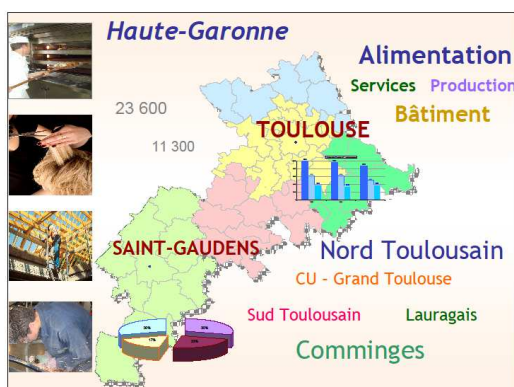 Haute-Garonne
Alimentation
Services Production
23 600
Bâtiment
TOULOUSE
11 300
SAINT-GAUDENS
Nord Toulousain
CU - Grand Toulouse
Sud Toulousain Lauragais
Comminges